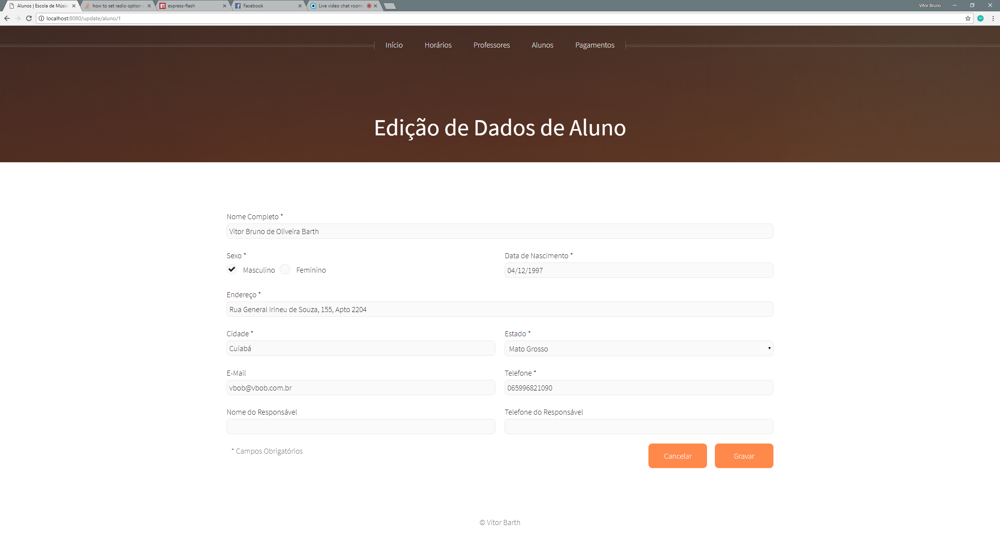 Alunos | Escola de Músic
how to set radio option
express-flash
Facebook
Live video chat rooms
Vitor Bruno
localhost:8080/update/aluno/1
Início
Horários
Professores
Alunos
Pagamentos
Edição de Dados de Aluno
Nome Completo *
Vitor Bruno de Oliveira Barth
Sexo *
Data de Nascimento *
Masculino
Feminino
04/12/1997
Endereço *
Rua General Irineu de Souza, 155, Apto 2204
Cidade *
Estado *
Cuiabá
Mato Grosso
E-Mail
Telefone *
vbob@vbob.com.br
065996821090
Nome do Responsável
Telefone do Responsável
* Campos Obrigatórios
Cancelar
Gravar
© Vitor Barth